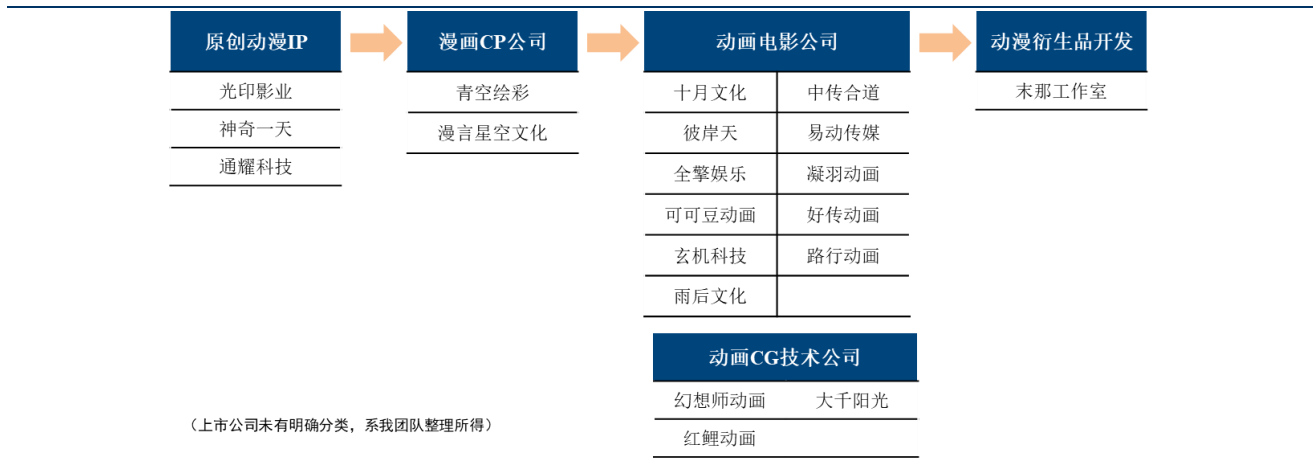 原创动漫IP
漫画CP公司
动画电影公司
动漫衍生品开发
光印影业
青空绘彩
十月文化
中传合道
末那工作室
神奇一天
漫言星空文化
彼岸天
易动传媒
通耀科技
全擎娱乐
凝羽动画
可可豆动画
好传动画
玄机科技
路行动画
雨后文化
动画CG技术公司
幻想师动画
大千阳光
红鲤动画
（上市公司未有明确分类，系我团队整理所得）